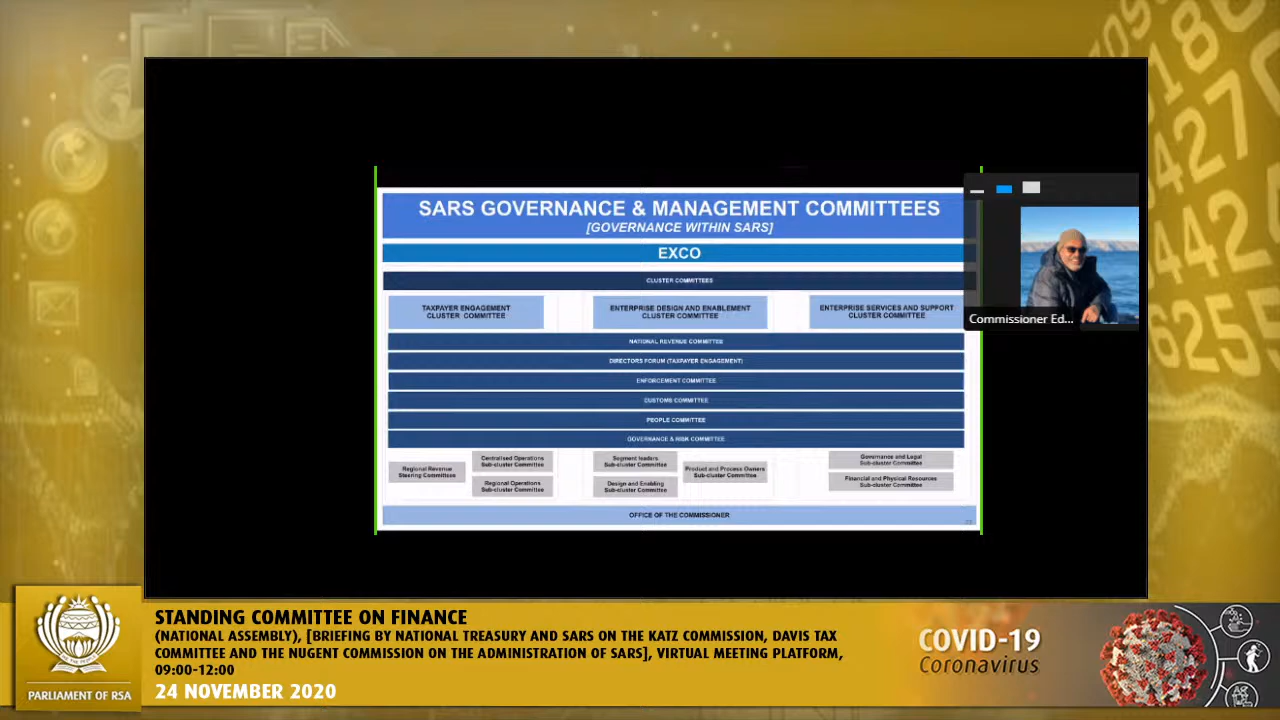 SARS GOVERNANCE & MANAGEMENT COMMITTEES
[GOVERNANCE WITHIN SARS]
EXCO
CLUSTER COMMITTEES
TAXPAYER ENGAGEMENT
CLUSTER COMMITTEE
ENTERPRISE DESIGN AND ENABLEMENT
CLUSTER COMMITTEE
ENTERPRISE SERVICES AND SUPPORT
CLUSTER COMMITTEE
Commissioner Ed...
NATIONAL REVENUE COMMITTEE
DIRECTORS FORUM (TAXPAYER ENGAGEMENT)
ENFORCEMENT COMMITTEE
CUSTOMS COMMITTEE
PEOPLE COMMITTEE
GOVERNANCE & RISK COMMITTEE
Regional Revenue
Steering Committees
Centralised Operations
Sub-cluster Committee
Regional Operations
Sub-cluster Committee
Segment leaders
Sub-cluster Committee
Design and Enabling
Sub-cluster Committee
Product and Process Owners
Sub-cluster Committee
Governance and Legal
Sub-cluster Committee
Financial and Physical Resources
Sub-cluster Committee
OFFICE OF THE COMMISSIONER
STANDING COMMITTEE ON FINANCE
(NATIONAL ASSEMBLY), [BRIEFING BY NATIONAL TREASURY AND SARS ON THE KATZ COMMISSION, DAVIS TAX
COMMITTEE AND THE NUGENT COMMISSION ON THE ADMINISTRATION OF SARS], VIRTUAL MEETING PLATFORM,
09:00-12:00
24 NOVEMBER 2020
PARLIAMENT OF RSA
COVID-19
Coronavirus